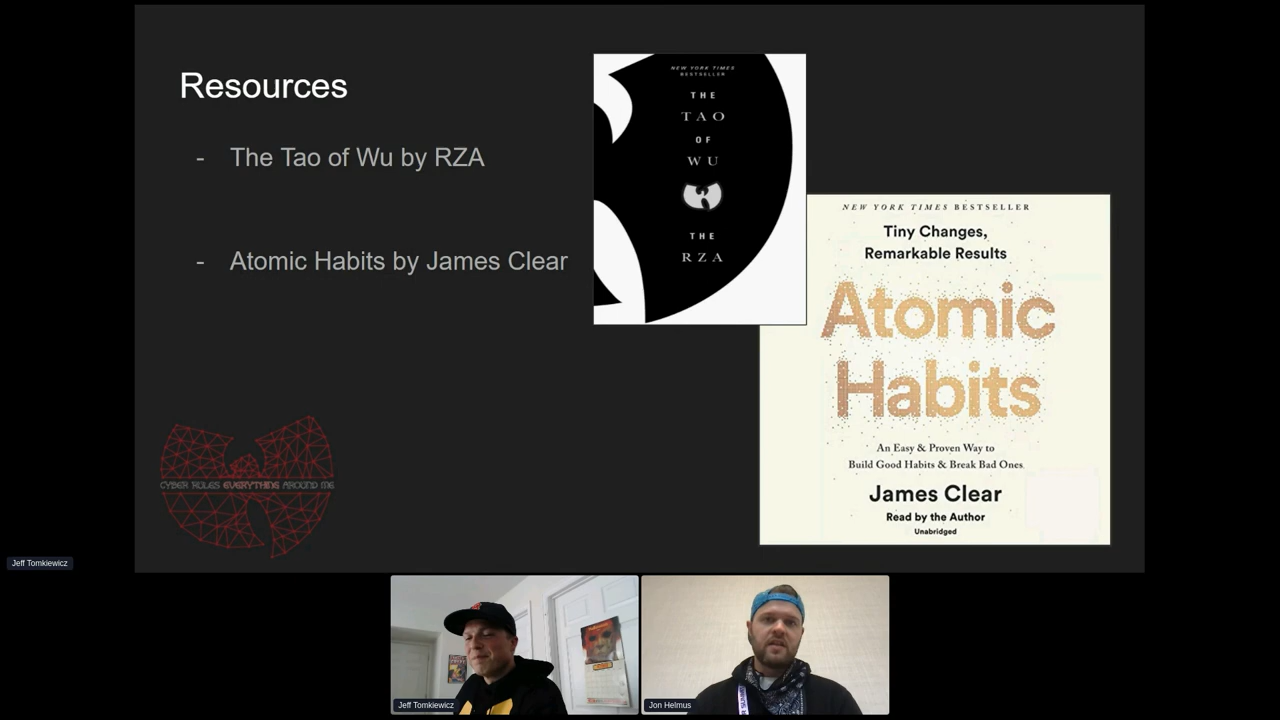 Resources
- The Tao of Wu by RZA
- Atomic Habits by James Clear
NEW YORK TIMES
BESTSELLER
THE
TAO
OF
WU
THE
RZA
NEW YORK TIMES BESTSELLER
Tiny Changes,
Remarkable Results
Atomic
Habits
An Easy & Proven Way to
Build Good Habits & Break Bad Ones
James Clear
Read by the Author
Unabridged
CYBER RULES EVERYTHING AROUND ME
Jeff Tomkiewicz
Jeff Tomkiewicz
Jon Helmus